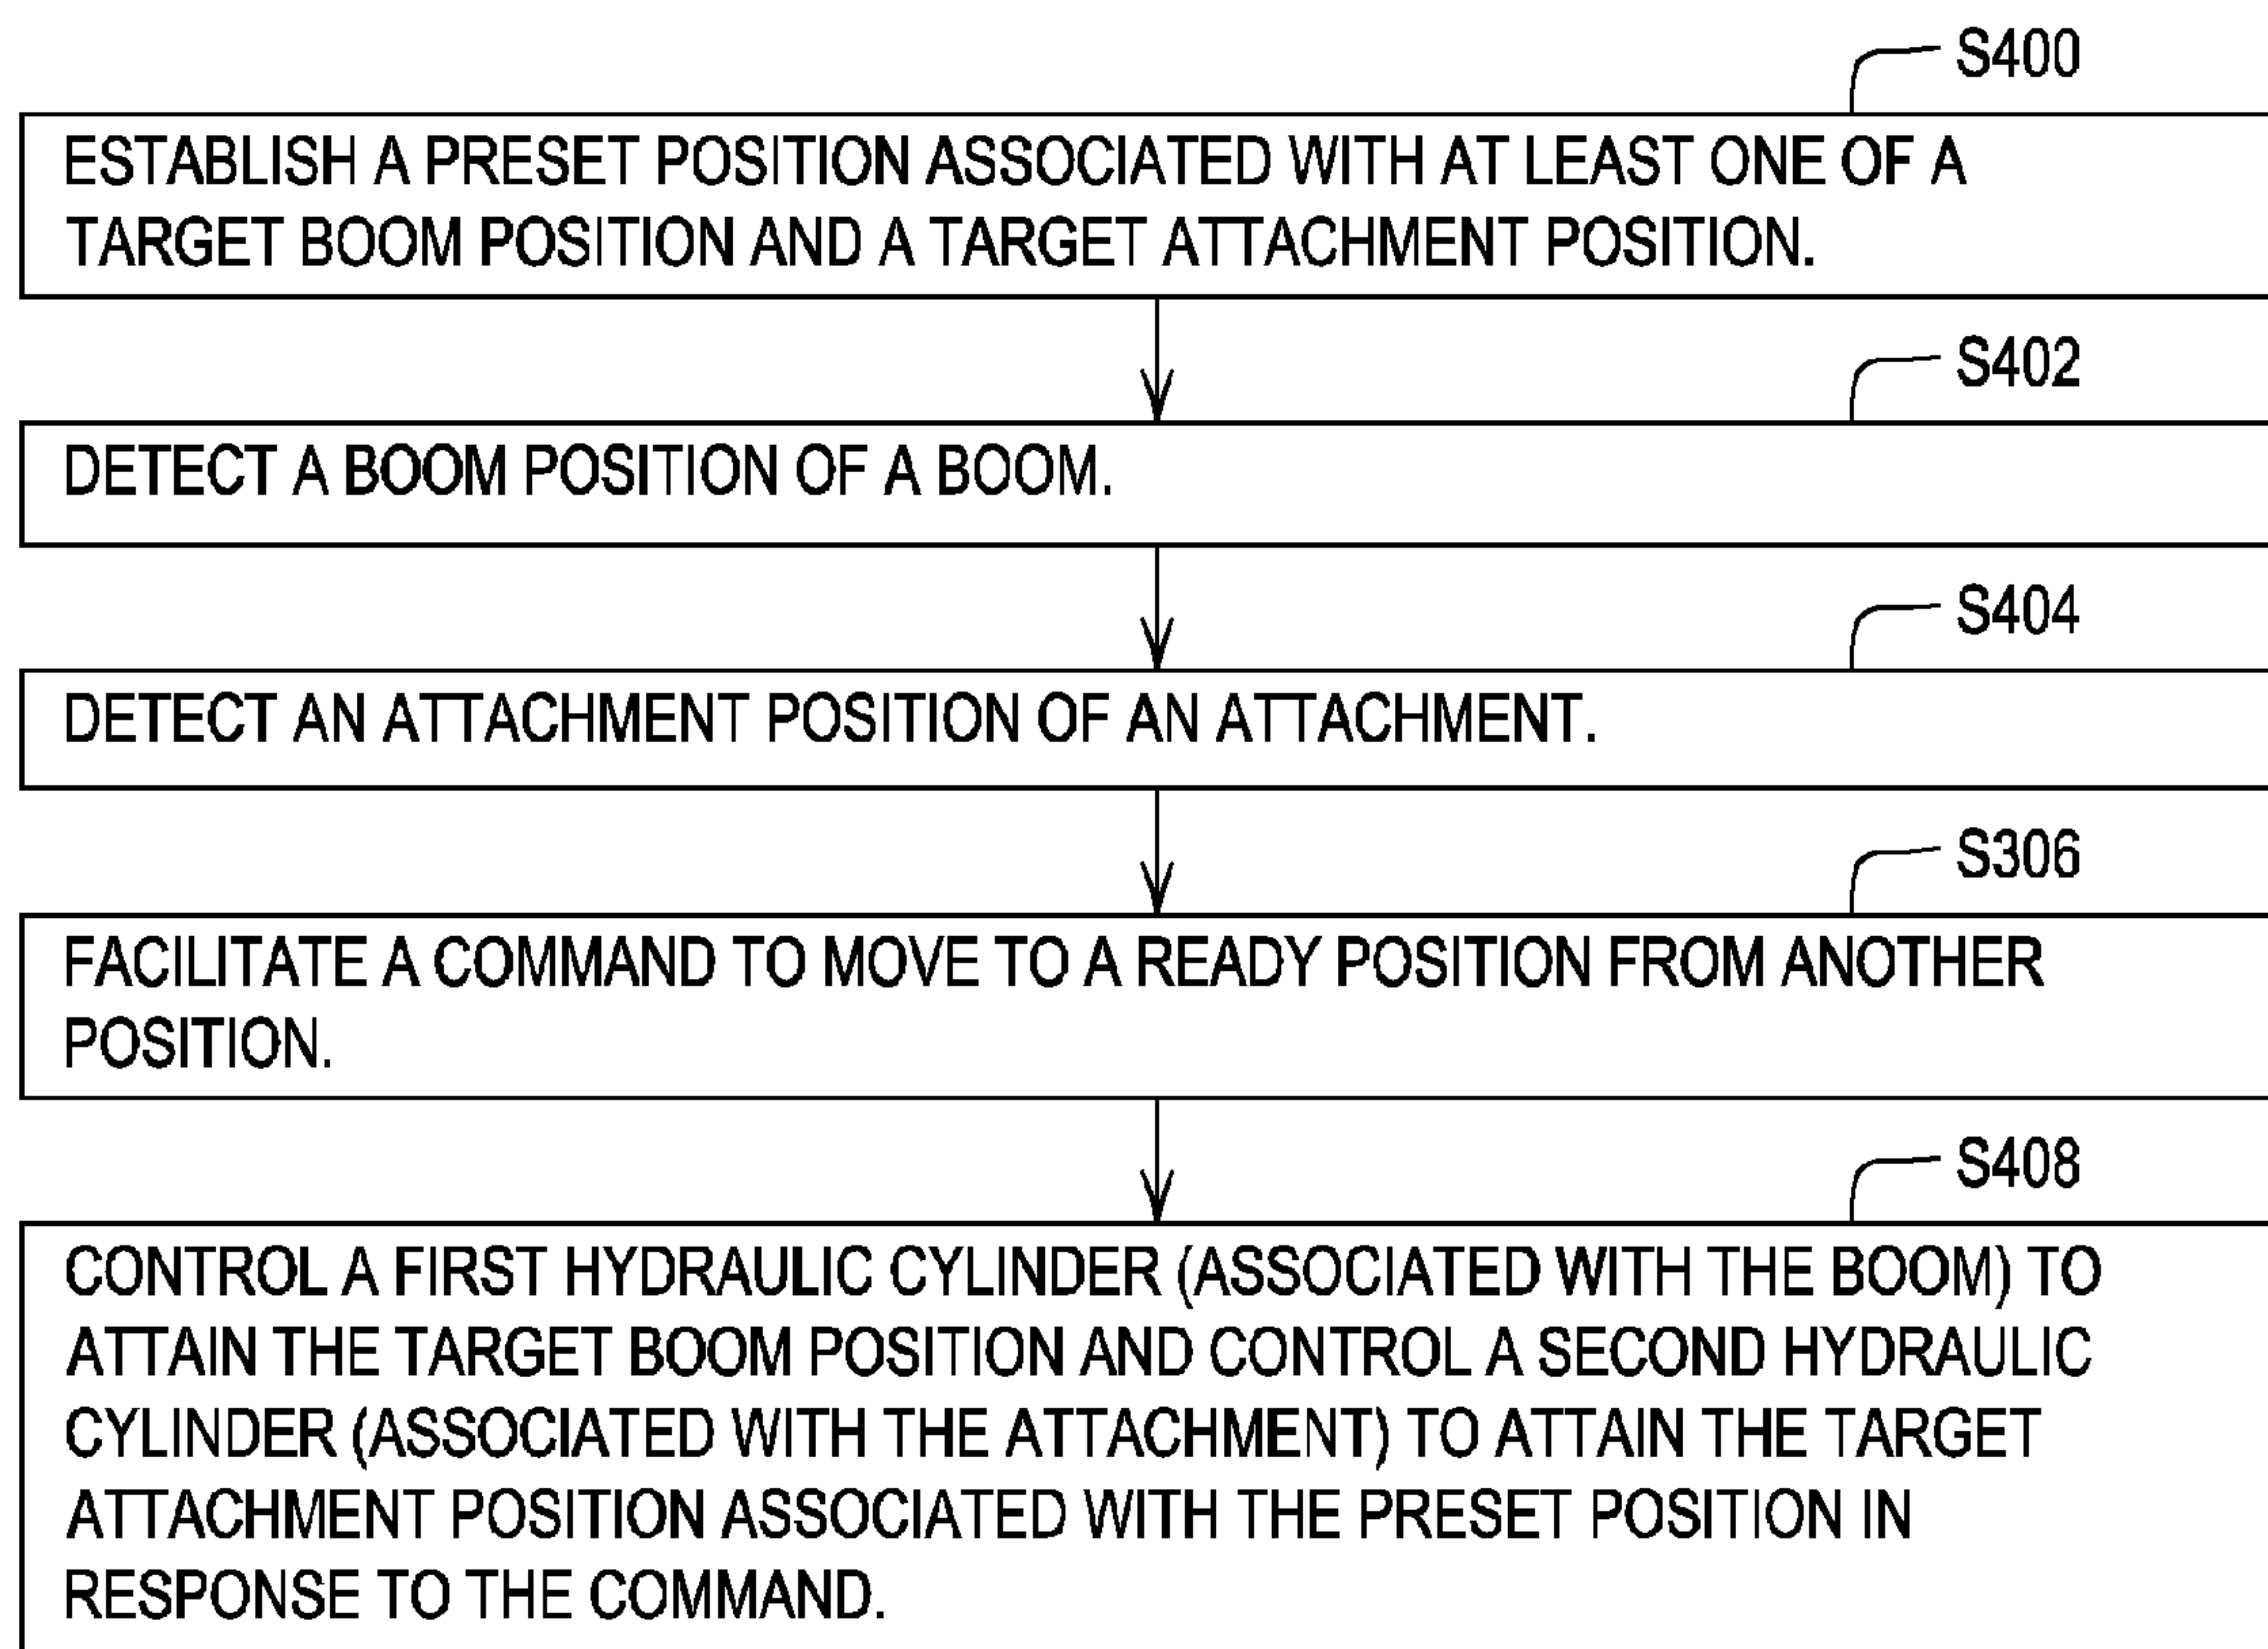 S400
ESTABLISH A PRESET POSITION ASSOCIATED WITH AT LEAST ONE OF A
TARGET BOOM POSITION AND A TARGET ATTACHMENT POSITION.
S402
DETECT A BOOM POSITION OF A BOOM.
S404
DETECT AN ATTACHMENT POSITION OF AN ATTACHMENT.
S306
FACILITATE A COMMAND TO MOVE TO A READY POSITION FROM ANOTHER
POSITION.
S408
CONTROL A FIRST HYDRAULIC CYLINDER (ASSOCIATED WITH THE BOOM) TO
ATTAIN THE TARGET BOOM POSITION AND CONTROL A SECOND HYDRAULIC
CYLINDER (ASSOCIATED WITH THE ATTACHMENT) TO ATTAIN THE TARGET
ATTACHMENT POSITION ASSOCIATED WITH THE PRESET POSITION IN
RESPONSE TO THE COMMAND.